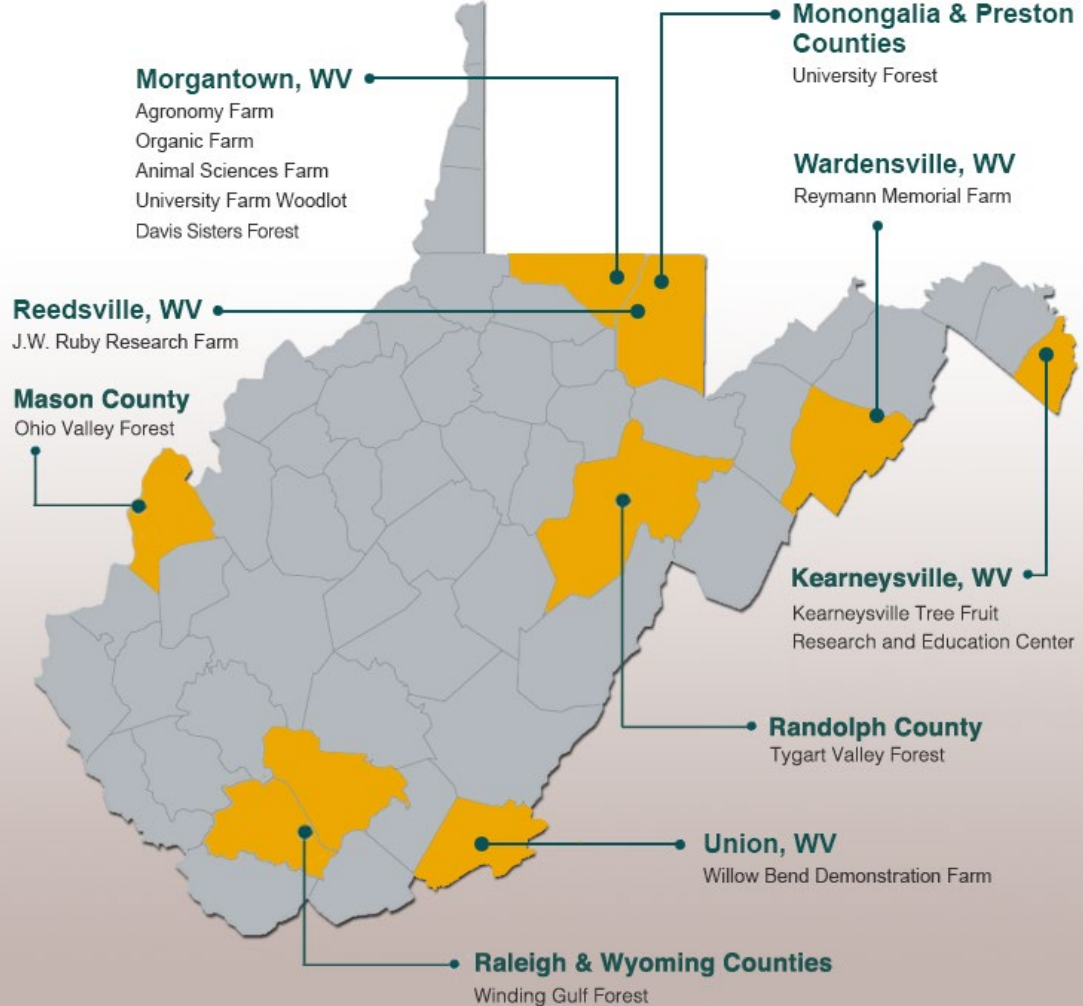 Monongalia & Preston
Counties
University Forest
Morgantown, WV
Agronomy Farm
Organic Farm
Animal Sciences Farm
University Farm Woodlot
Davis Sisters Forest
Wardensville, WV
Reymann Memorial Farm
Reedsville, WV
J.W. Ruby Research Farm
Mason County
Ohio Valley Forest
Kearneysville, WV
Kearneysville Tree Fruit
Research and Education Center
Randolph County
Tygart Valley Forest
Union, WV
Willow Bend Demonstration Farm
Raleigh & Wyoming Counties
Winding Gulf Forest